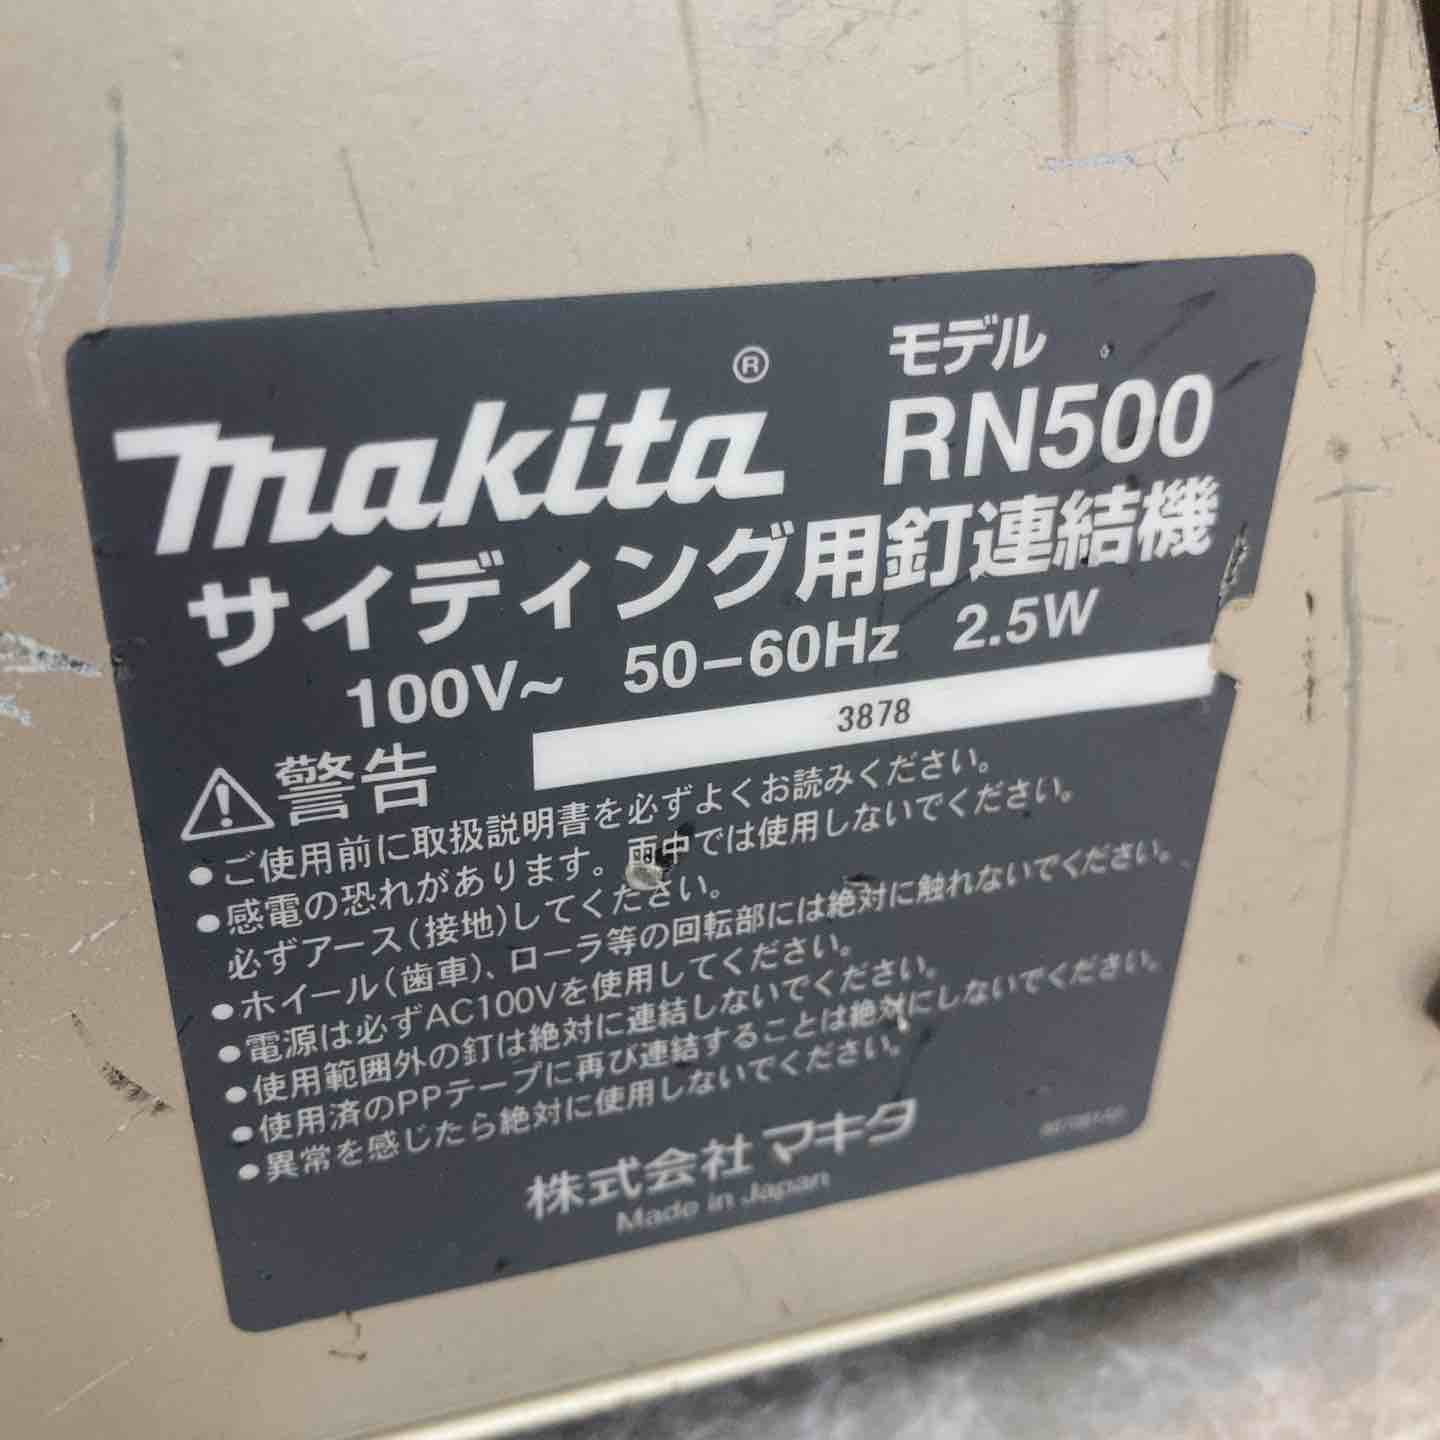 makita®
モデル
RN500
サイディング用釘連結機
100V~ 50-60Hz 2.5W
3878
警告
●ご使用前に取扱説明書を必ずよくお読みください。
●感電の恐れがあります。雨中では使用しないでください。
必ずアース(接地)してください。
●ホイール(歯車)、ローラ等の回転部には絶対に触れないでください。
●電源は必ずAC100Vを使用してください。
●使用範囲外の釘は絶対に連結しないでください。
●使用済のPPテープに再び連結することは絶対にしないでください。
●異常を感じたら絶対に使用しないでください。
株式会社 マキタ
Made in Japan